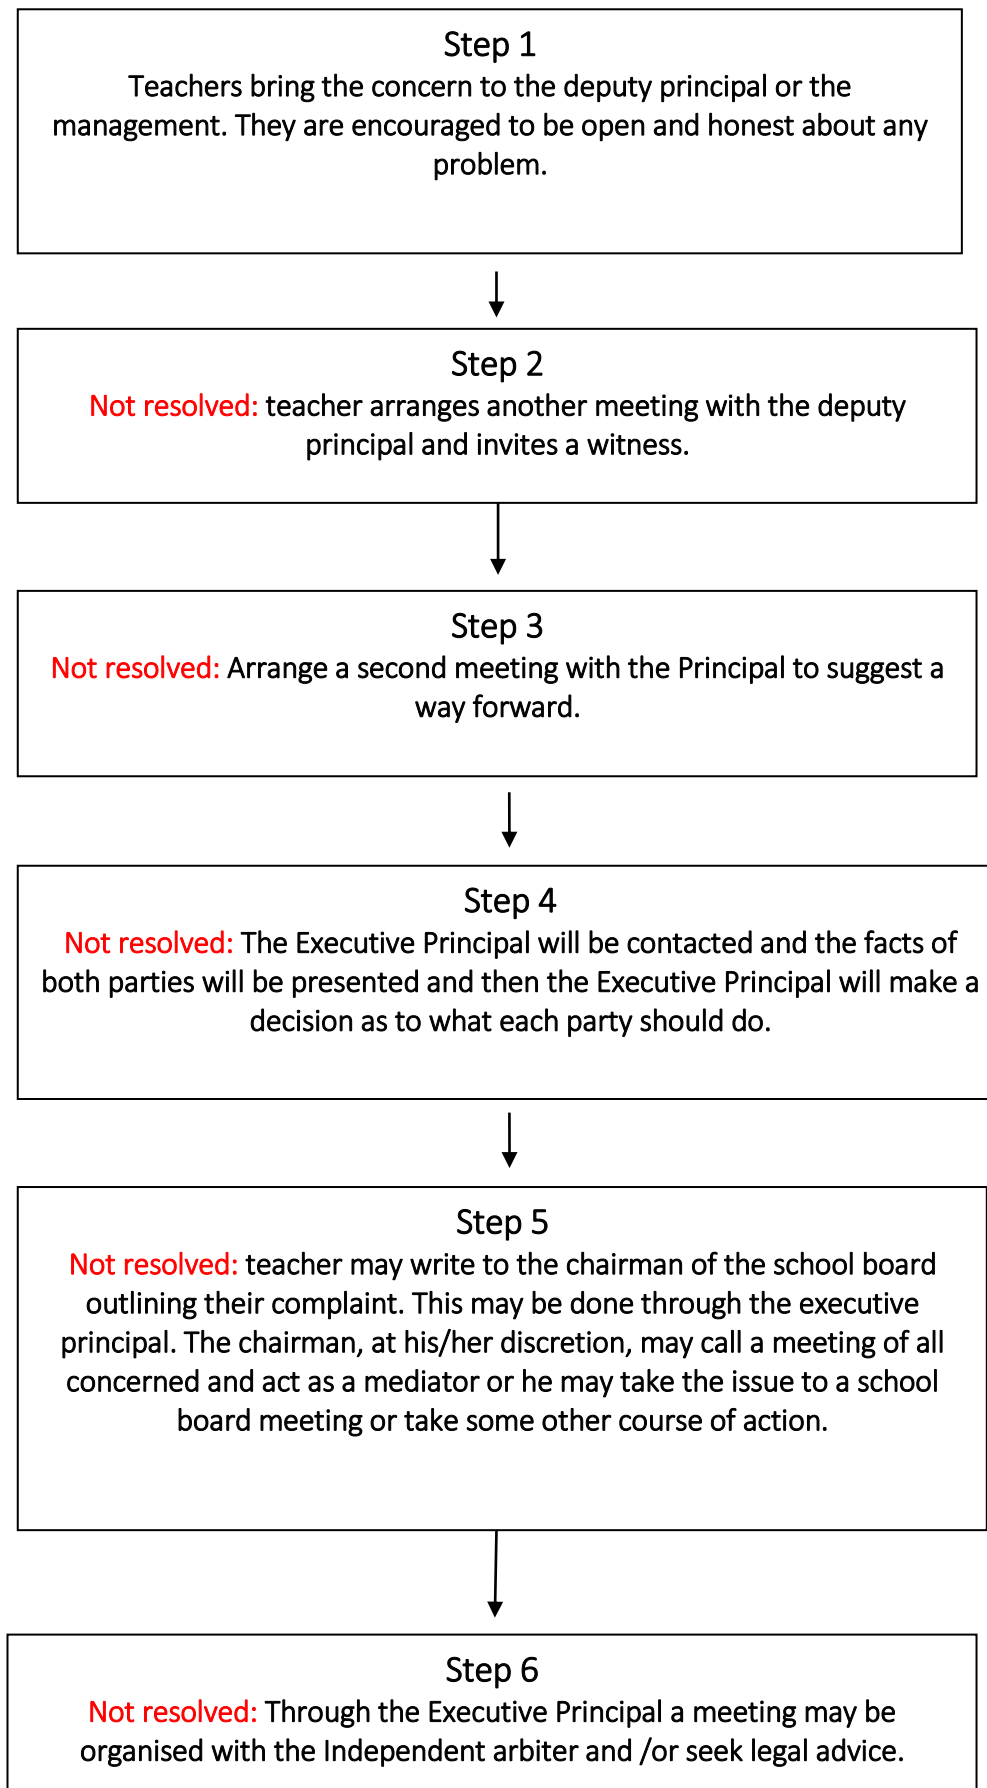 Step 1
Teachers bring the concern to the deputy principal or the
management. They are encouraged to be open and honest about any
problem.
Step 2
Not resolved: teacher arranges another meeting with the deputy
principal and invites a witness.
Step 3
Not resolved: Arrange a second meeting with the Principal to suggest a
way forward.
Step 4
Not resolved: The Executive Principal will be contacted and the facts of
both parties will be presented and then the Executive Principal will make a
decision as to what each party should do.
Step 5
Not resolved: teacher may write to the chairman of the school board
outlining their complaint. This may be done through the executive
principal. The chairman, at his/her discretion, may call a meeting of all
concerned and act as a mediator or he may take the issue to a school
board meeting or take some other course of action.
Step 6
Not resolved: Through the Executive Principal a meeting may be
organised with the Independent arbiter and /or seek legal advice.